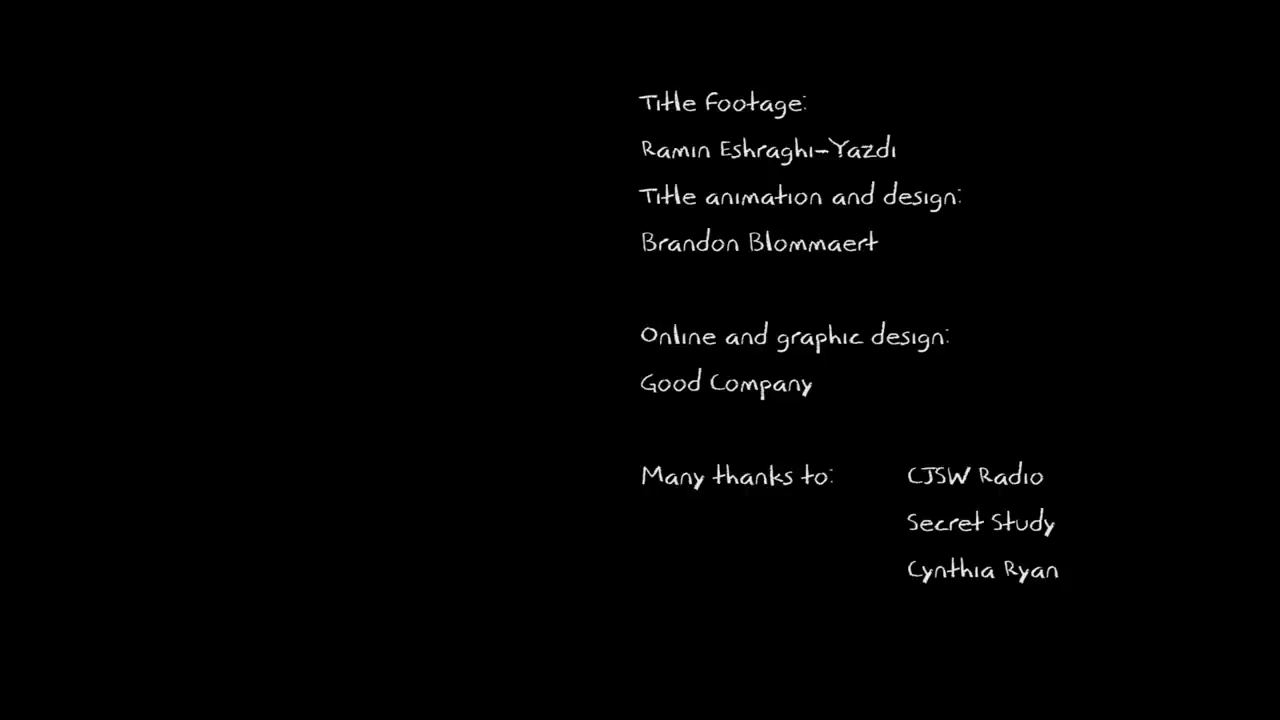 Title Footage:
Ramin Eshraghi-Yazdi
Title animation and design:
Brandon Blommaert
Online and graphic design:
Good Company
Many thanks to: CJSW Radio
Secret Study
Cynthia Ryan